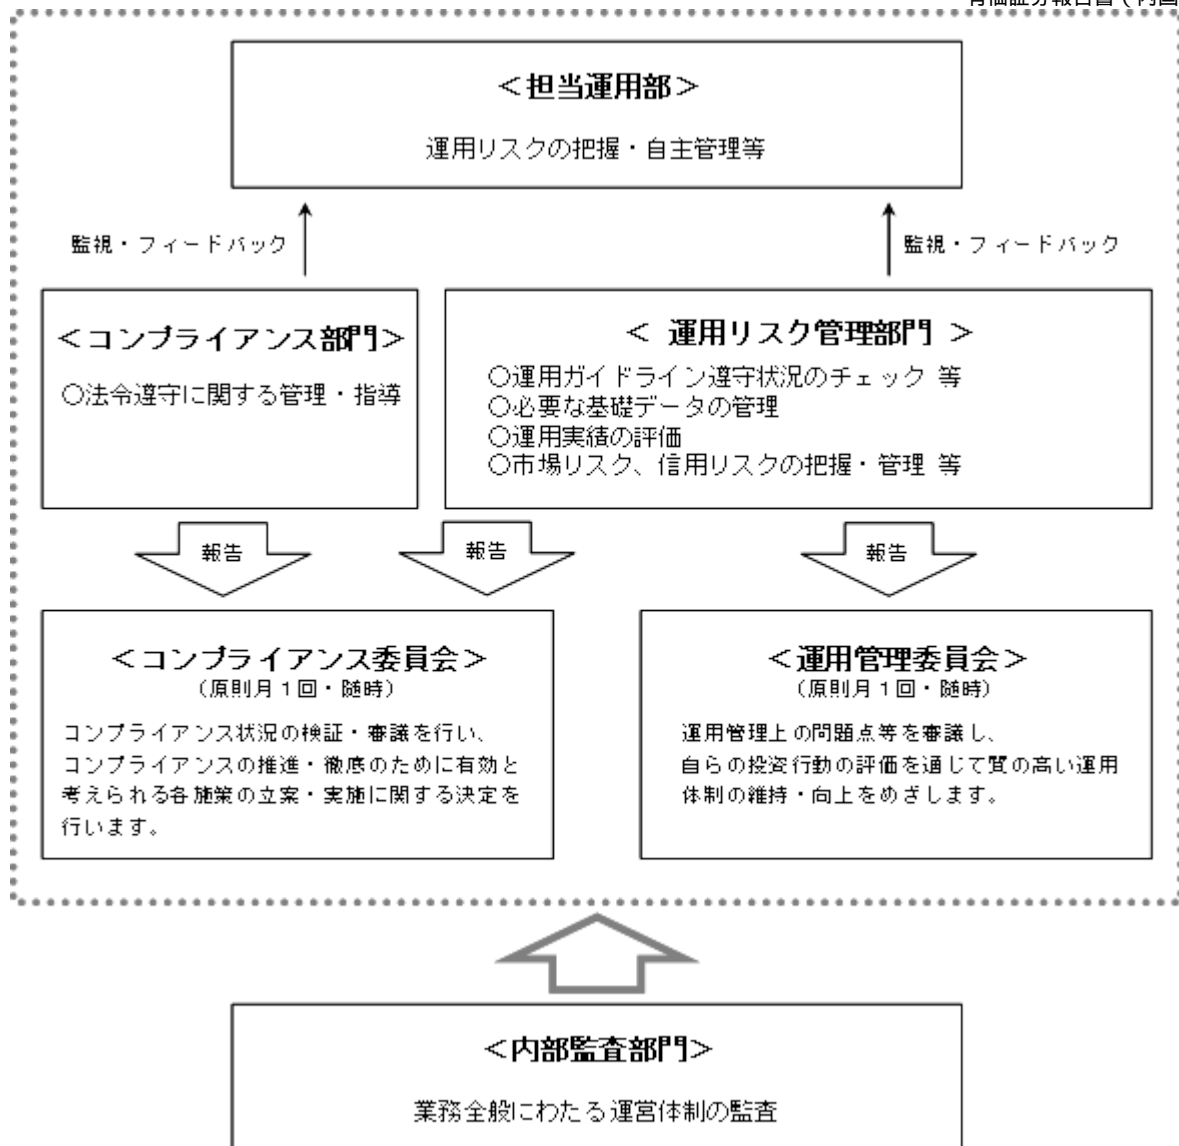 有価証券報告書（内国
＜担当運用部＞
運用リスクの把握・自主管理等
監視・フィードバック
監視・フィードバック
＜コンプライアンス部門＞
○法令遵守に関する管理・指導
＜ 運用リスク管理部門 ＞
○運用ガイドライン遵守状況のチェック 等
○必要な基礎データの管理
○運用実績の評価
○市場リスク、信用リスクの把握・管理 等
報告
報告
報告
＜コンプライアンス委員会＞
（原則月１回・随時）
コンプライアンス状況の検証・審議を行い、
コンプライアンスの推進・徹底のために有効と
考えられる各施策の立案・実施に関する決定を
行います。
＜運用管理委員会＞
（原則月１回・随時）
運用管理上の問題点等を審議し、
自らの投資行動の評価を通じて質の高い運用
体制の維持・向上をめざします。
＜内部監査部門＞
業務全般にわたる運営体制の監査